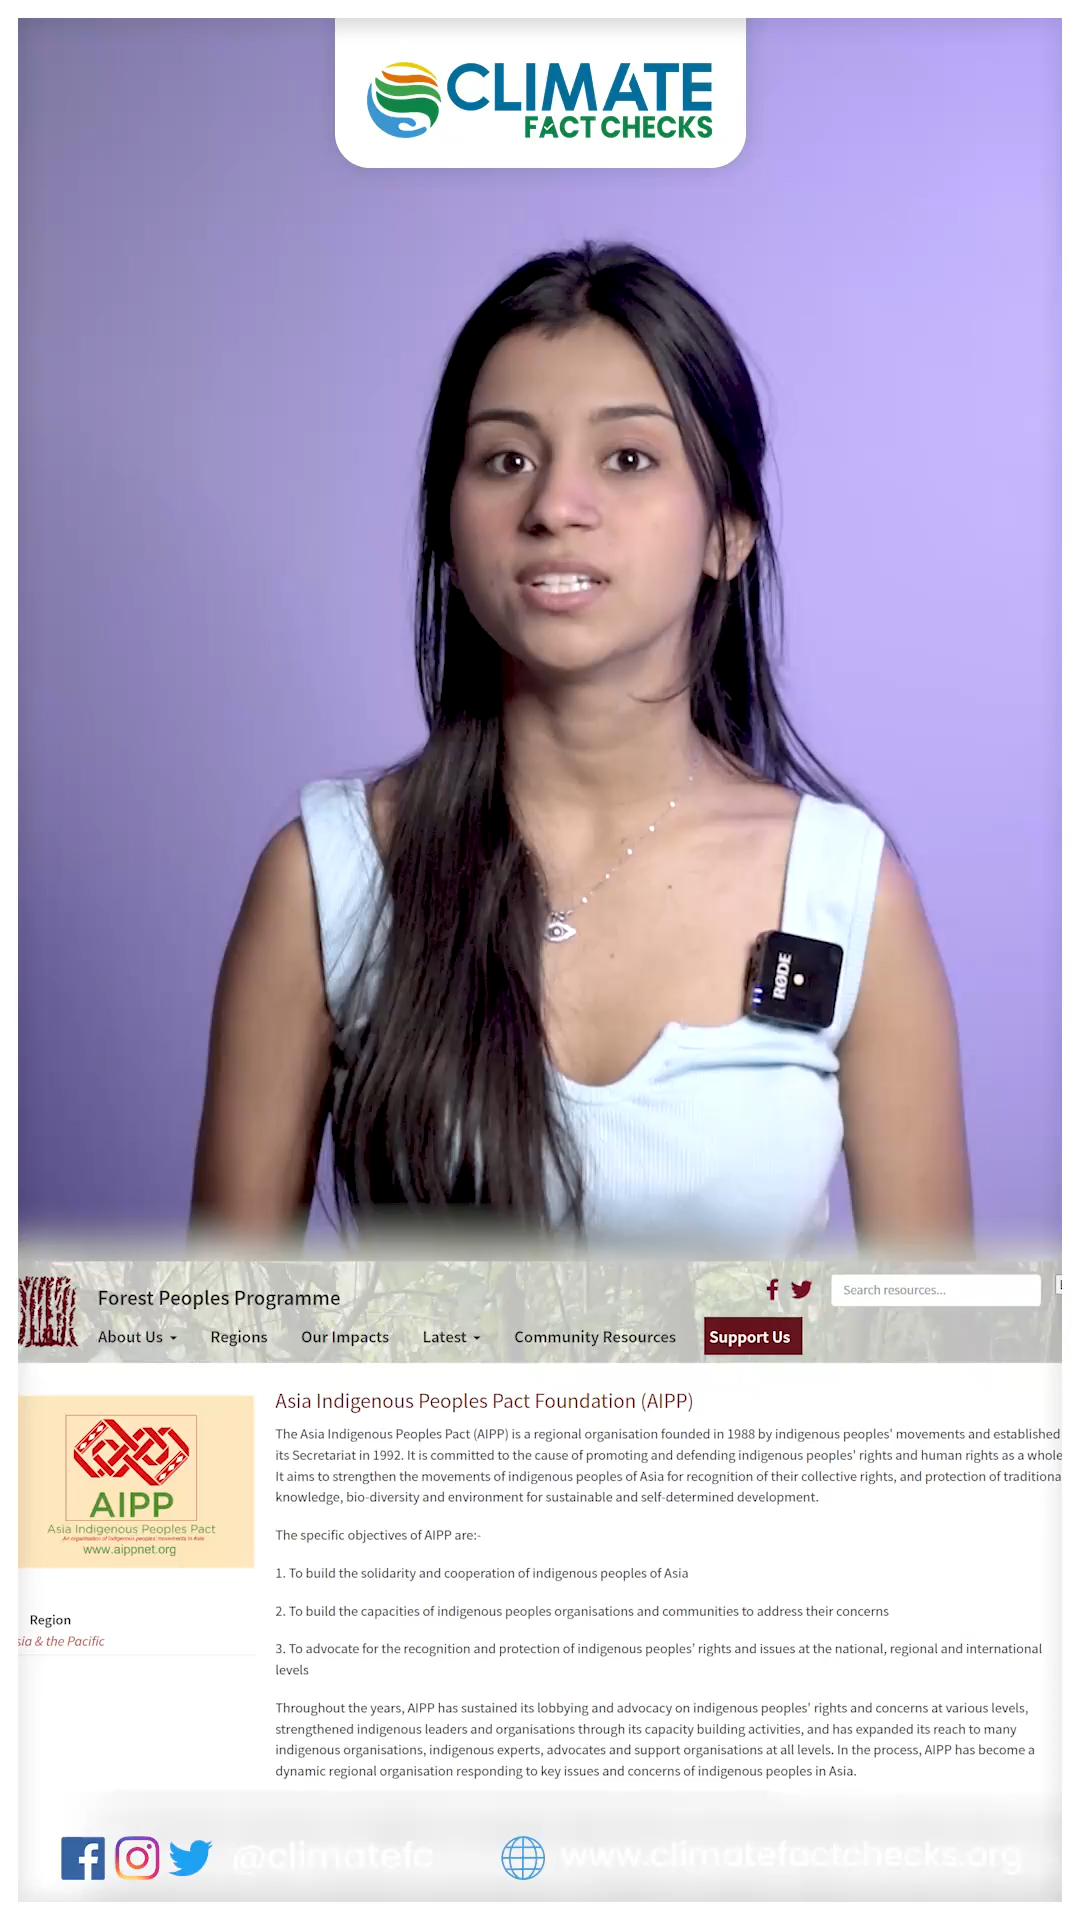 CLIMATE
FACT CHECKS
RØDE
Forest Peoples Programme
Search resources...
About Us
Regions
Our Impacts
Latest
Community Resources
Support Us
Asia Indigenous Peoples Pact Foundation (AIPP)
The Asia Indigenous Peoples Pact (AIPP) is a regional organisation founded in 1988 by indigenous peoples' movements and established
its Secretariat in 1992. It is committed to the cause of promoting and defending indigenous peoples' rights and human rights as a whole
It aims to strengthen the movements of indigenous peoples of Asia for recognition of their collective rights, and protection of traditiona
knowledge, bio-diversity and environment for sustainable and self-determined development.
AIPP
Asia Indigenous Peoples Pact
An organisation of indigenous peoples' movements in Asia
www.aippnet.org
The specific objectives of AIPP are:-
1. To build the solidarity and cooperation of indigenous peoples of Asia
2. To build the capacities of indigenous peoples organisations and communities to address their concerns
3. To advocate for the recognition and protection of indigenous peoples' rights and issues at the national, regional and international
levels
Region
sia & the Pacific
Throughout the years, AIPP has sustained its lobbying and advocacy on indigenous peoples' rights and concerns at various levels,
strengthened indigenous leaders and organisations through its capacity building activities, and has expanded its reach to many
indigenous organisations, indigenous experts, advocates and support organisations at all levels. In the process, AIPP has become a
dynamic regional organisation responding to key issues and concerns of indigenous peoples in Asia.
@climatefc
www.climatefactchecks.org